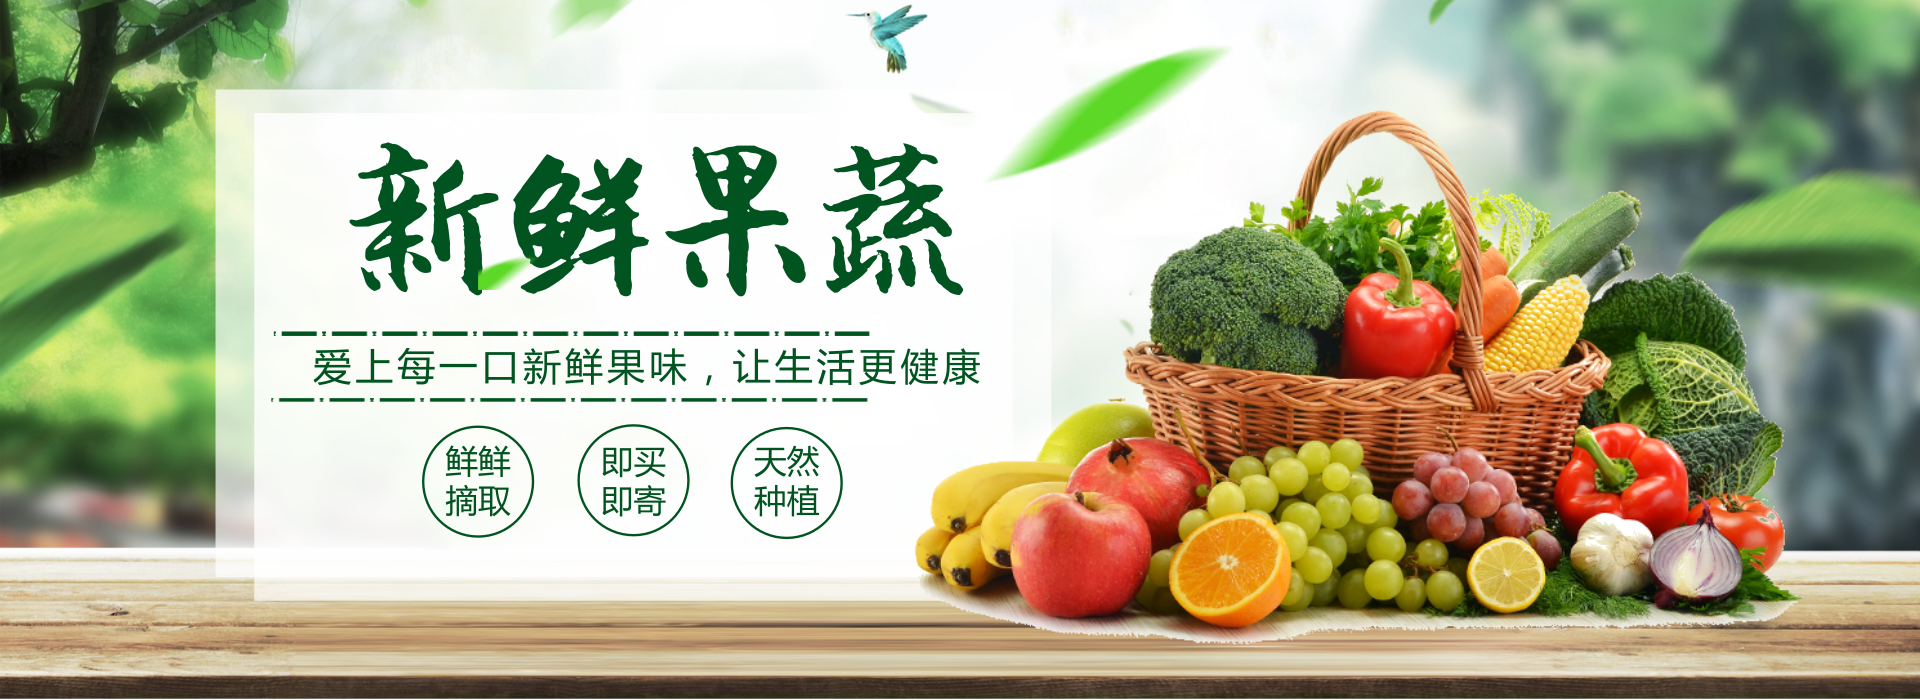 新鲜果蔬
爱上每一口新鲜果味，让生活更健康
鲜鲜
摘取
即买
即寄
天然
种植